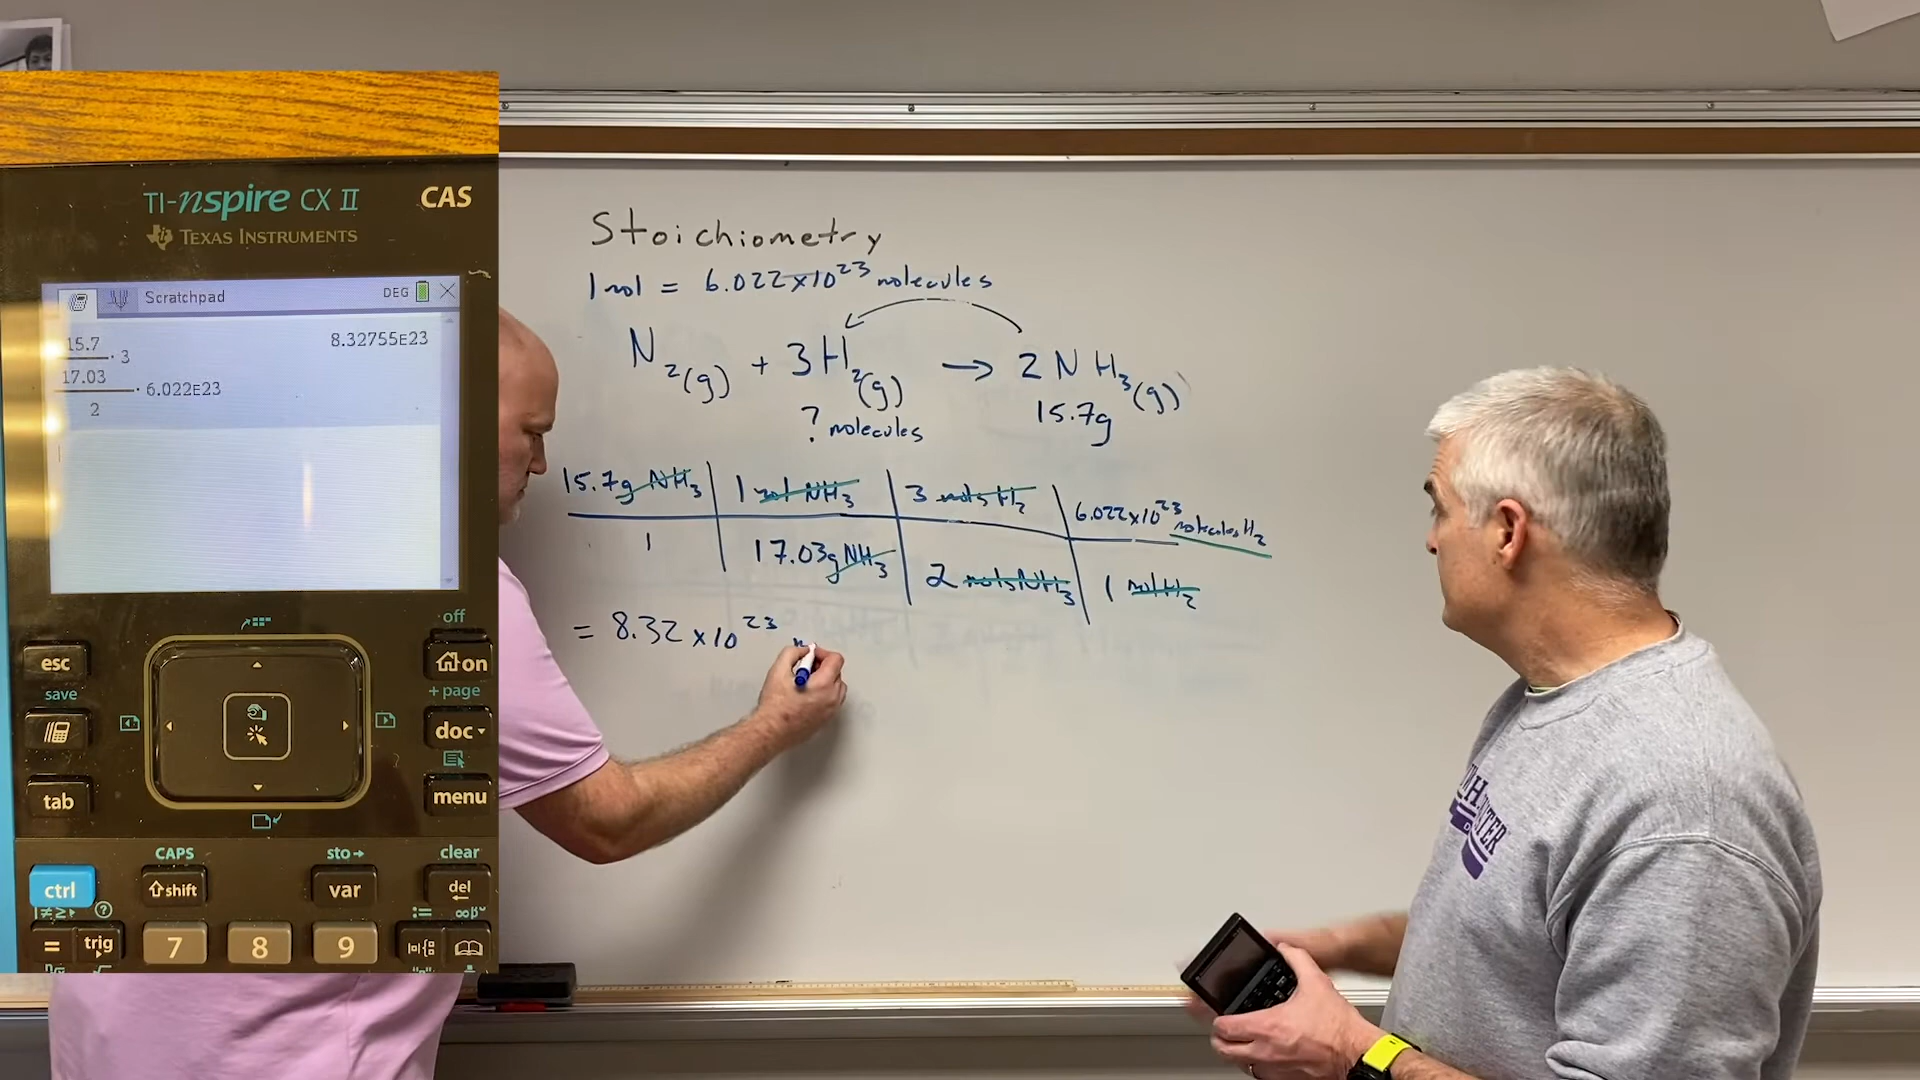 TI-nspire CX II CAS
TEXAS INSTRUMENTS
Scratchpad DEG
15.7
· 3
17.03
· 6.022E23
2
8.32755E23
off
esc
on
save
+ page
doc
tab
menu
CAPS
sto→
clear
ctrl
shift
var
del
=
trig
7
8
9
Stoichiometry
1 mol = 6.022x10²³ molecules
N₂(g) + 3H₂(g) → 2NH₃(g)
? molecules
15.7g
15.7g NH₃ | 1 mol NH₃ | 3 mols H₂ | 6.022x10²³ molecules H₂
1 | 17.03g NH₃ | 2 mols NH₃ | 1 mol H₂
= 8.32 x 10²³